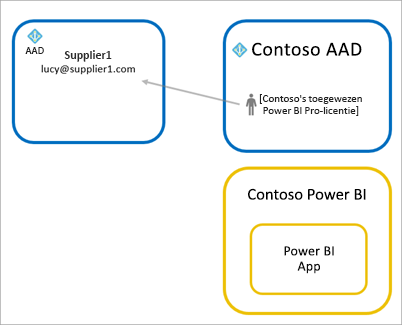 AAD
Supplier1
lucy@supplier1.com
Contoso AAD
[Contoso's toegewezen
Power BI Pro-licentie]
Contoso Power BI
Power BI
App